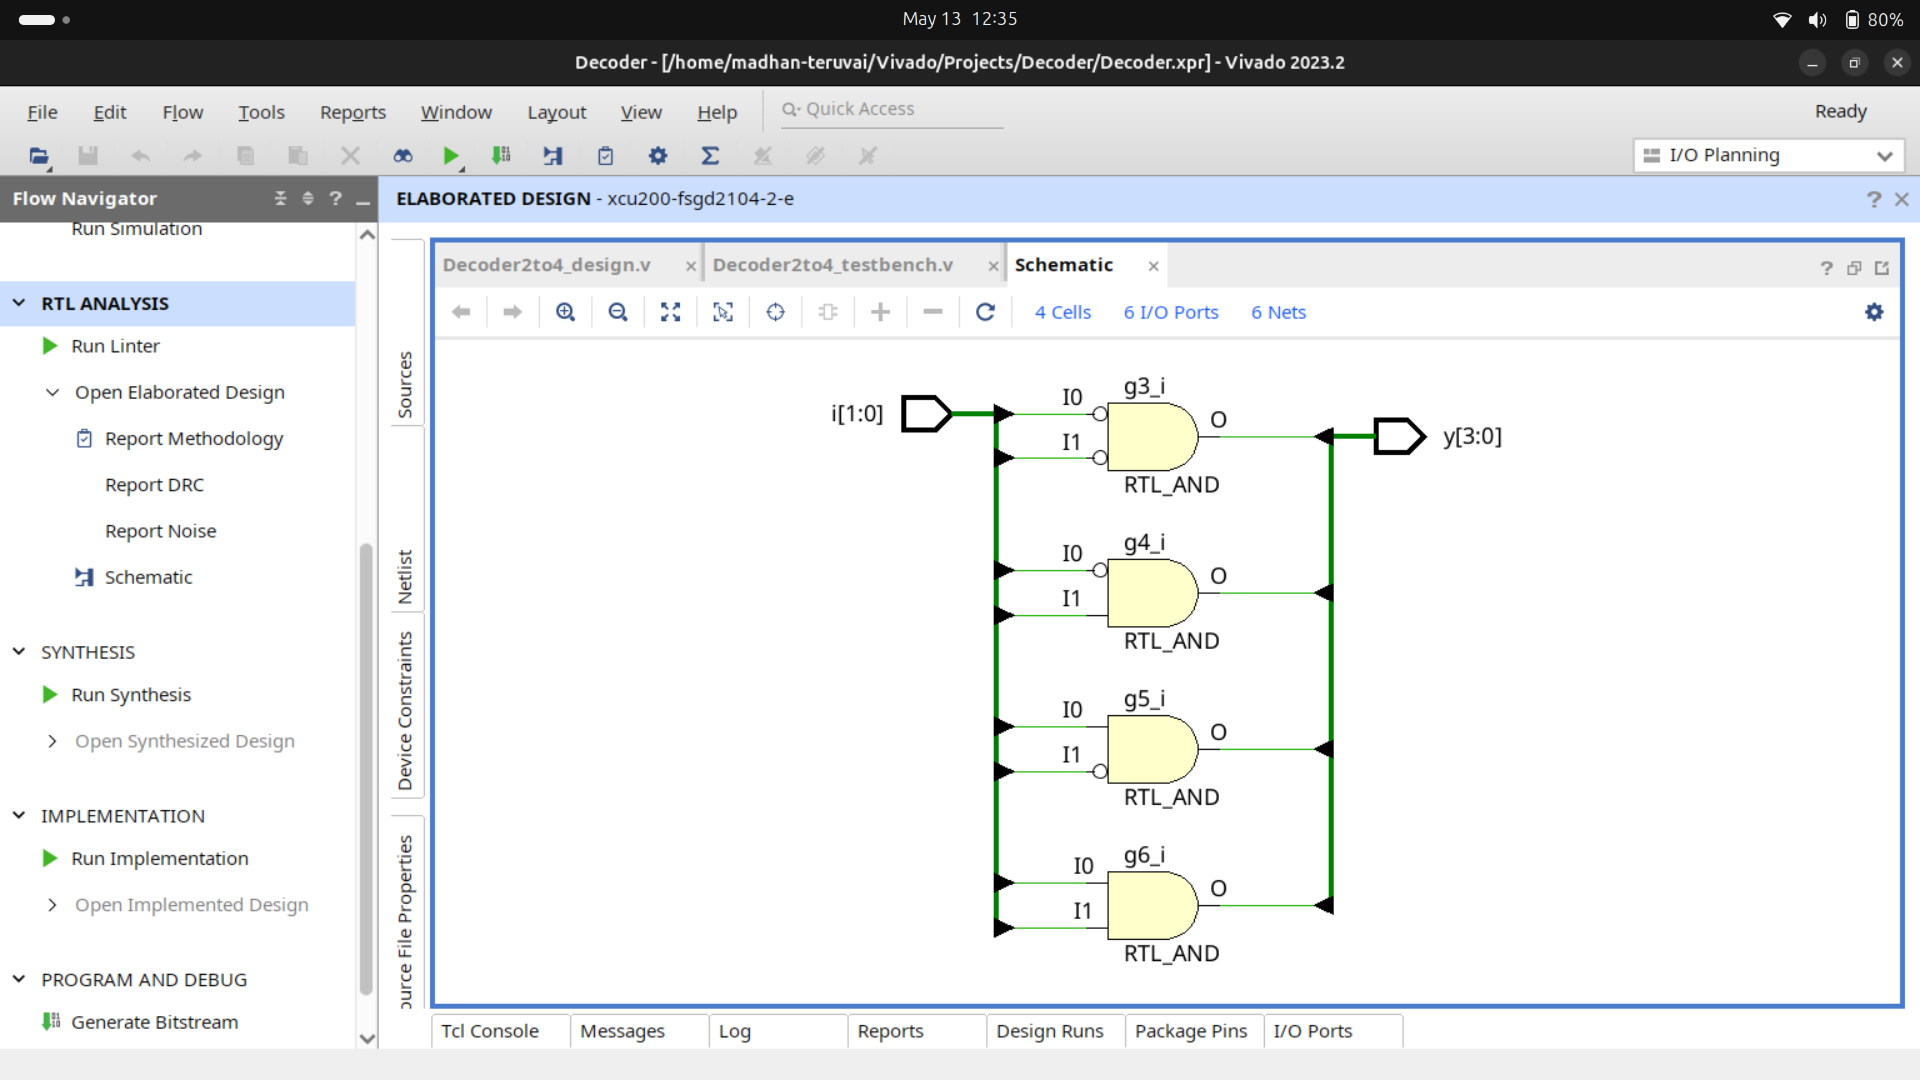 May 13 12:35
80%
Decoder - [/home/madhan-teruvai/Vivado/Projects/Decoder/Decoder.xpr] - Vivado 2023.2
File Edit Flow Tools Reports Window Layout View Help Quick Access Ready
I/O Planning
Flow Navigator
ELABORATED DESIGN - xcu200-fsgd2104-2-e
Run Simulation
RTL ANALYSIS
Run Linter
Open Elaborated Design
Report Methodology
Report DRC
Report Noise
Schematic
SYNTHESIS
Run Synthesis
Open Synthesized Design
IMPLEMENTATION
Run Implementation
Open Implemented Design
PROGRAM AND DEBUG
Generate Bitstream
Sources
Netlist
Device Constraints
ource File Properties
Decoder2to4_design.v Decoder2to4_testbench.v Schematic
4 Cells 6 I/O Ports 6 Nets
i[1:0]
g3_i
I0
I1
O
RTL_AND
y[3:0]
g4_i
I0
I1
O
RTL_AND
g5_i
I0
I1
O
RTL_AND
g6_i
I0
I1
O
RTL_AND
Tcl Console Messages Log Reports Design Runs Package Pins I/O Ports